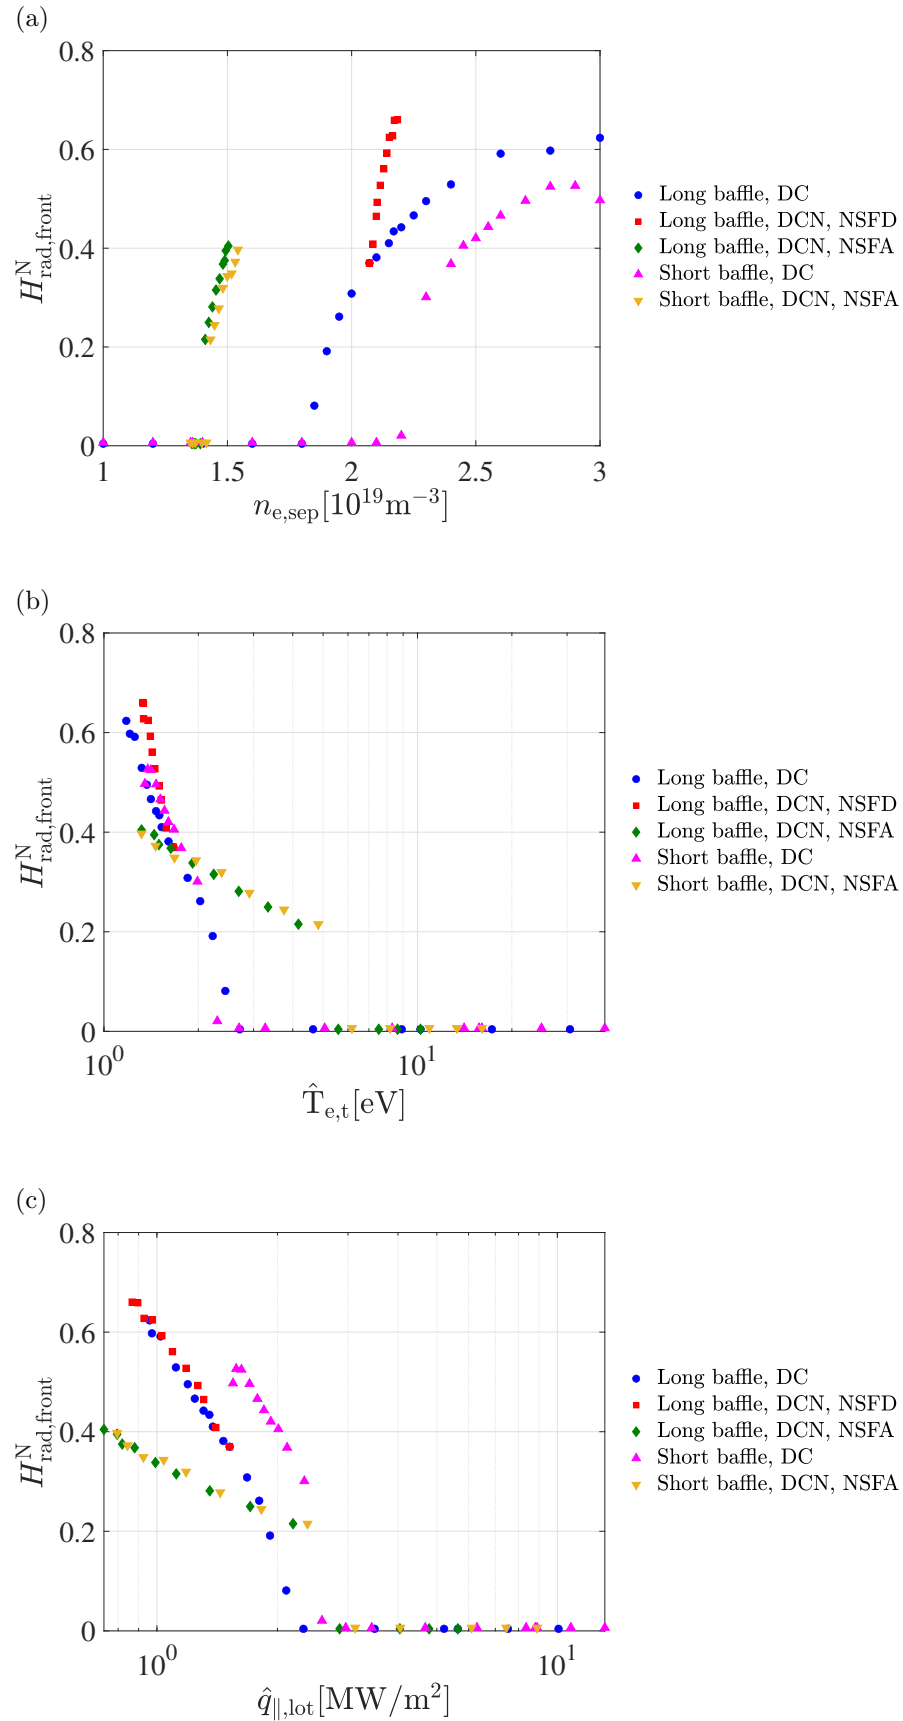 (a)
0.8
0.6
0.4
0.2
0
H^N_rad,front
1
1.5
2
2.5
3
n_e,sep[10^19m^−3]
Long baffle, DC
Long baffle, DCN, NSFD
Long baffle, DCN, NSFA
Short baffle, DC
Short baffle, DCN, NSFA
(b)
0.8
0.6
0.4
0.2
0
H^N_rad,front
10^0
10^1
T̂_e,t[eV]
Long baffle, DC
Long baffle, DCN, NSFD
Long baffle, DCN, NSFA
Short baffle, DC
Short baffle, DCN, NSFA
(c)
0.8
0.6
0.4
0.2
0
H^N_rad,front
10^0
10^1
q̂_∥,lot[MW/m^2]
Long baffle, DC
Long baffle, DCN, NSFD
Long baffle, DCN, NSFA
Short baffle, DC
Short baffle, DCN, NSFA